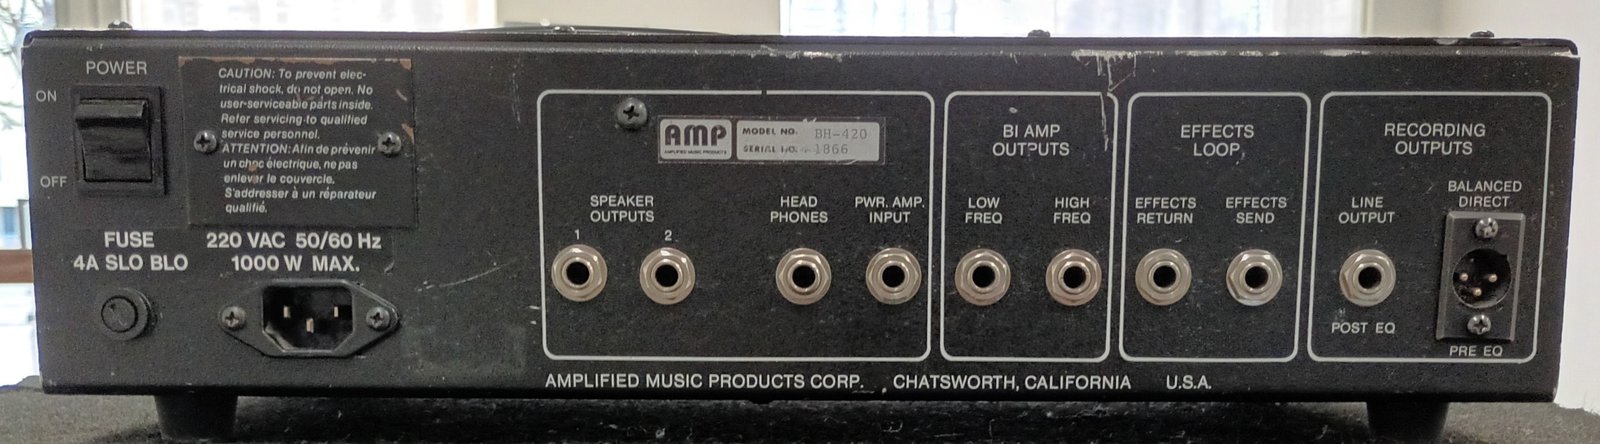 POWER
ON
OFF
CAUTION: To prevent elec-
trical shock, do not open. No
user-serviceable parts inside.
Refer servicing to qualified
service personnel.
ATTENTION: Afin de prévenir
un choc électrique, ne pas
enlever le couvercle.
S'addresser à un réparateur
qualifié.
FUSE
4A SLO BLO
220 VAC 50/60 Hz
1000 W MAX.
AMP
AMPLIFIED MUSIC PRODUCTS
MODEL NO. BH-420
SERIAL NO. 1866
SPEAKER
OUTPUTS
1 2
HEAD
PHONES
PWR. AMP.
INPUT
BI AMP
OUTPUTS
LOW
FREQ
HIGH
FREQ
EFFECTS
LOOP
EFFECTS
RETURN
EFFECTS
SEND
RECORDING
OUTPUTS
LINE
OUTPUT
POST EQ
BALANCED
DIRECT
PRE EQ
AMPLIFIED MUSIC PRODUCTS CORP. , CHATSWORTH, CALIFORNIA U.S.A.